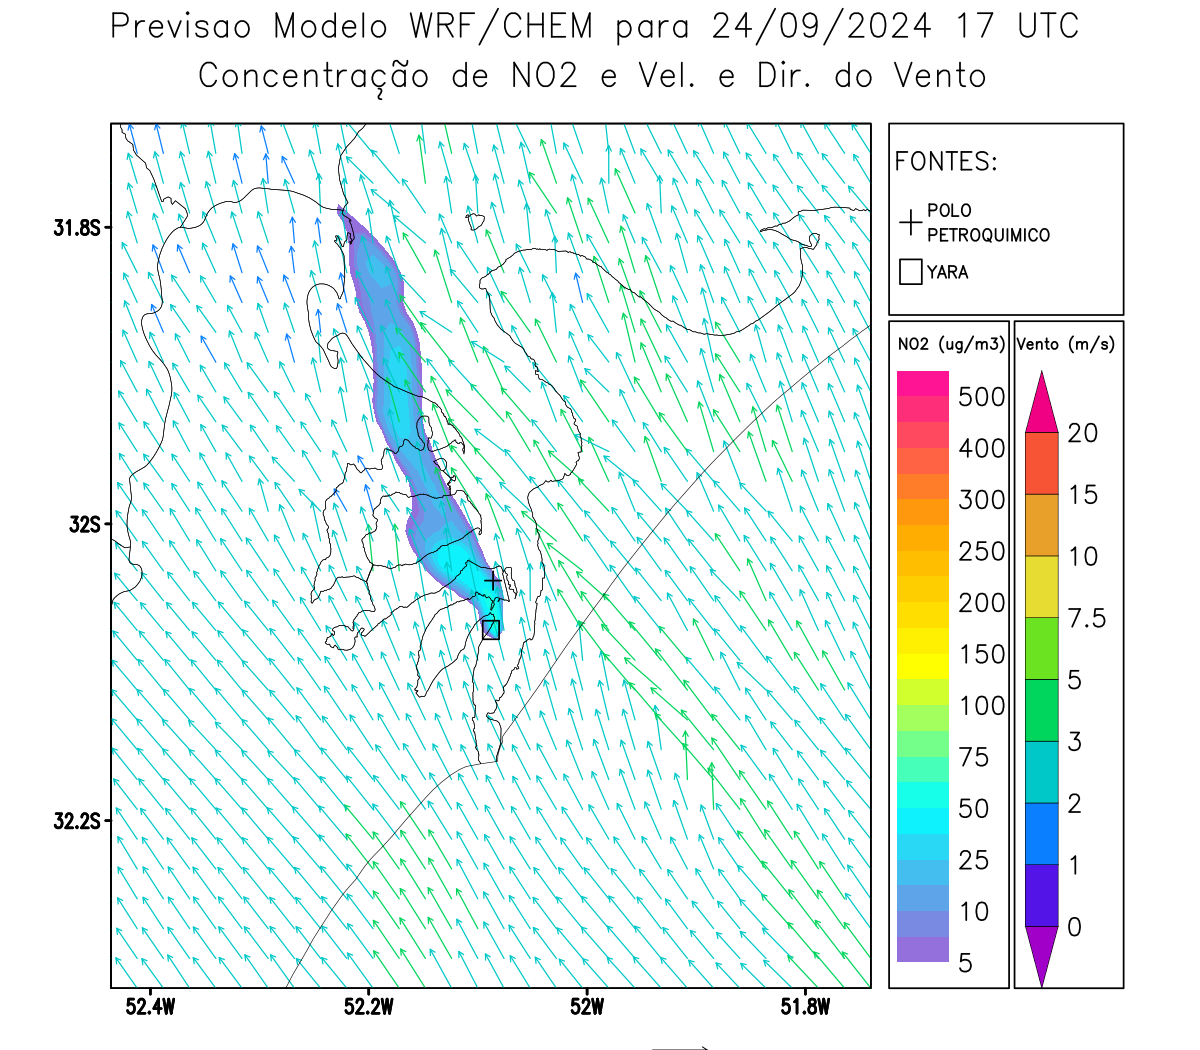 Previsao Modelo WRF/CHEM para 24/09/2024 17 UTC
Concentração de NO2 e Vel. e Dir. do Vento
FONTES:
POLO
PETROQUIMICO
YARA
NO2 (ug/m3)
500
400
300
250
200
150
100
75
50
25
10
5
Vento (m/s)
20
15
10
7.5
5
3
2
1
0
31.8S
32S
32.2S
52.4W
52.2W
52W
51.8W